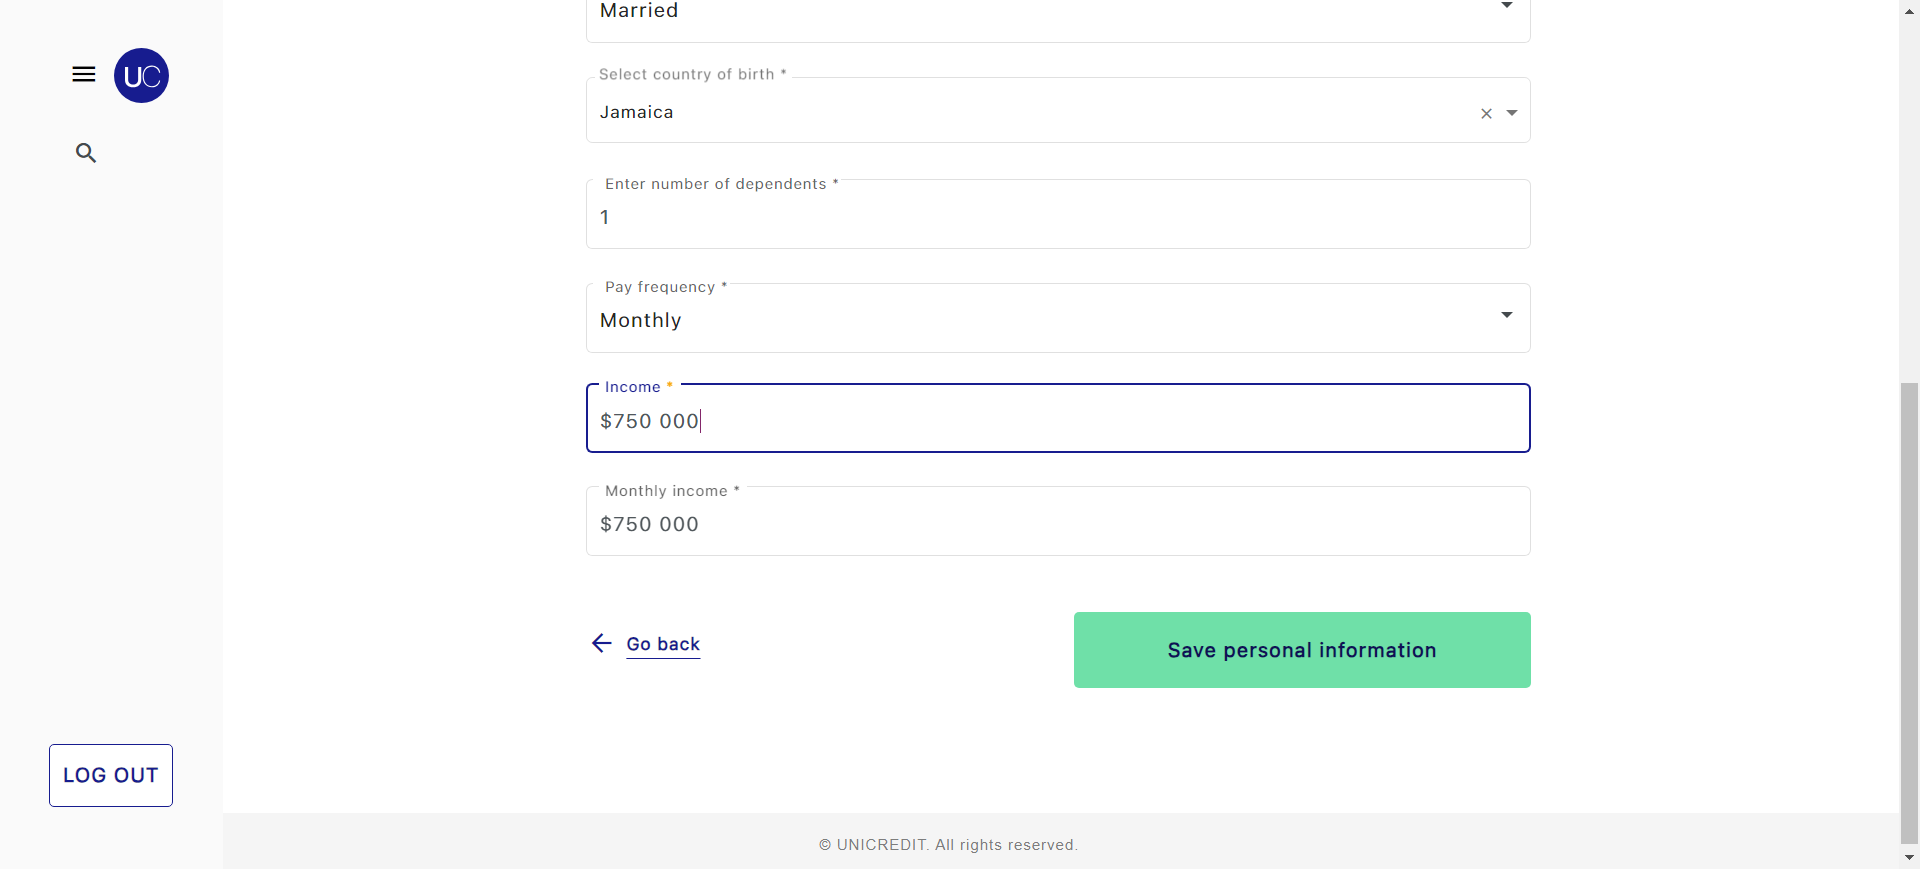 Married
UC
Select country of birth *
Jamaica
Enter number of dependents *
1
Pay frequency *
Monthly
Income *
$750 000
Monthly income *
$750 000
Go back
Save personal information
LOG OUT
© UNICREDIT. All rights reserved.